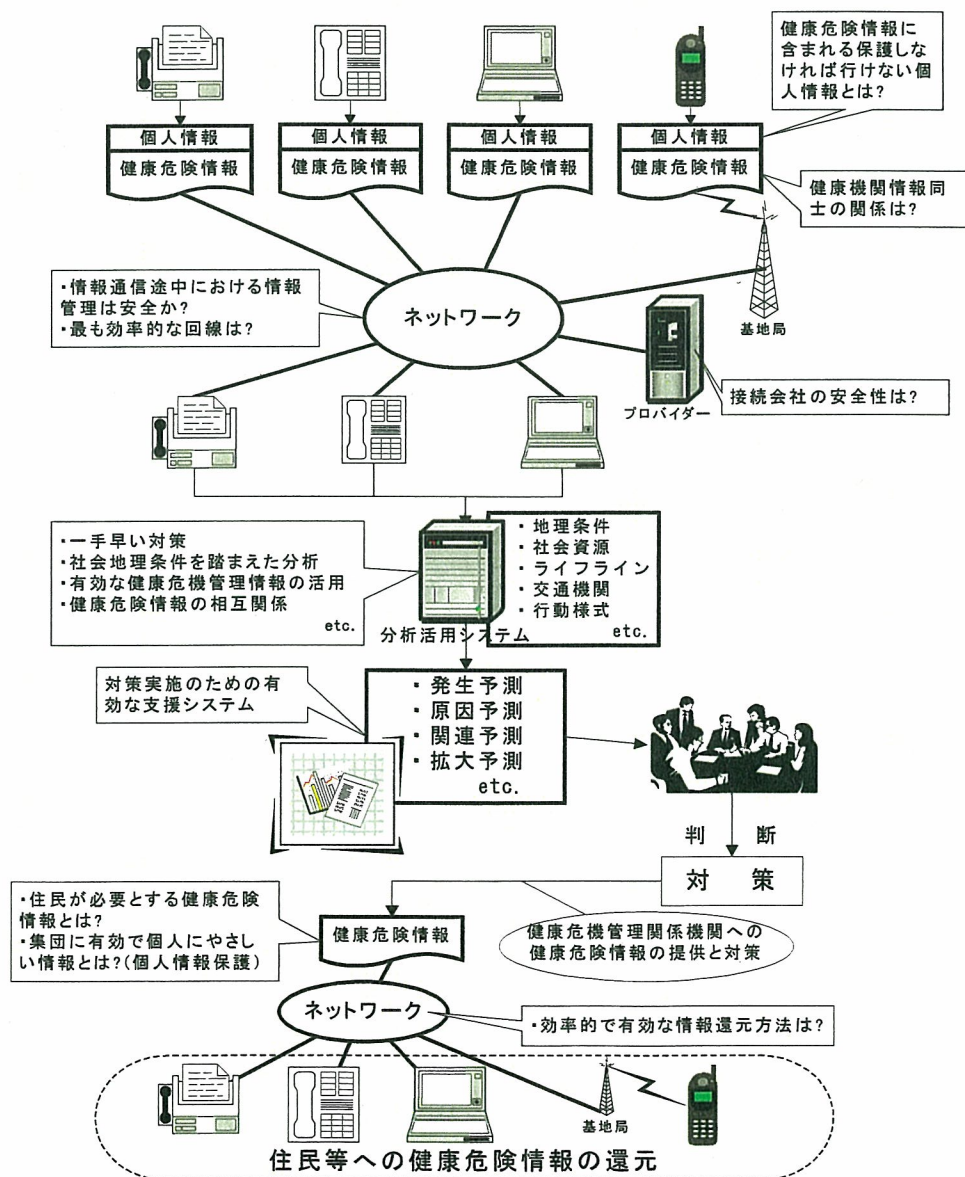 健康危険情報に
含まれる保護しな
ければ行けない個
人情報とは?
個人情報
健康危険情報
個人情報
健康危険情報
個人情報
健康危険情報
個人情報
健康危険情報
健康機関情報同
士の関係は?
・情報通信途中における情報
管理は安全か?
・最も効率的な回線は?
ネットワーク
基地局
プロバイダー
接続会社の安全性は?
・一手早い対策
・社会地理条件を踏まえた分析
・有効な健康危機管理情報の活用
・健康危険情報の相互関係
etc.
分析活用システム
・地理条件
・社会資源
・ライフライン
・交通機関
・行動様式
etc.
対策実施のための有
効な支援システム
・発生予測
・原因予測
・関連予測
・拡大予測
etc.
判 断
対 策
・住民が必要とする健康危険
情報とは?
・集団に有効で個人にやさし
い情報とは?(個人情報保護)
健康危険情報
健康危機管理関係機関への
健康危険情報の提供と対策
ネットワーク
・効率的で有効な情報還元方法は?
基地局
住民等への健康危険情報の還元